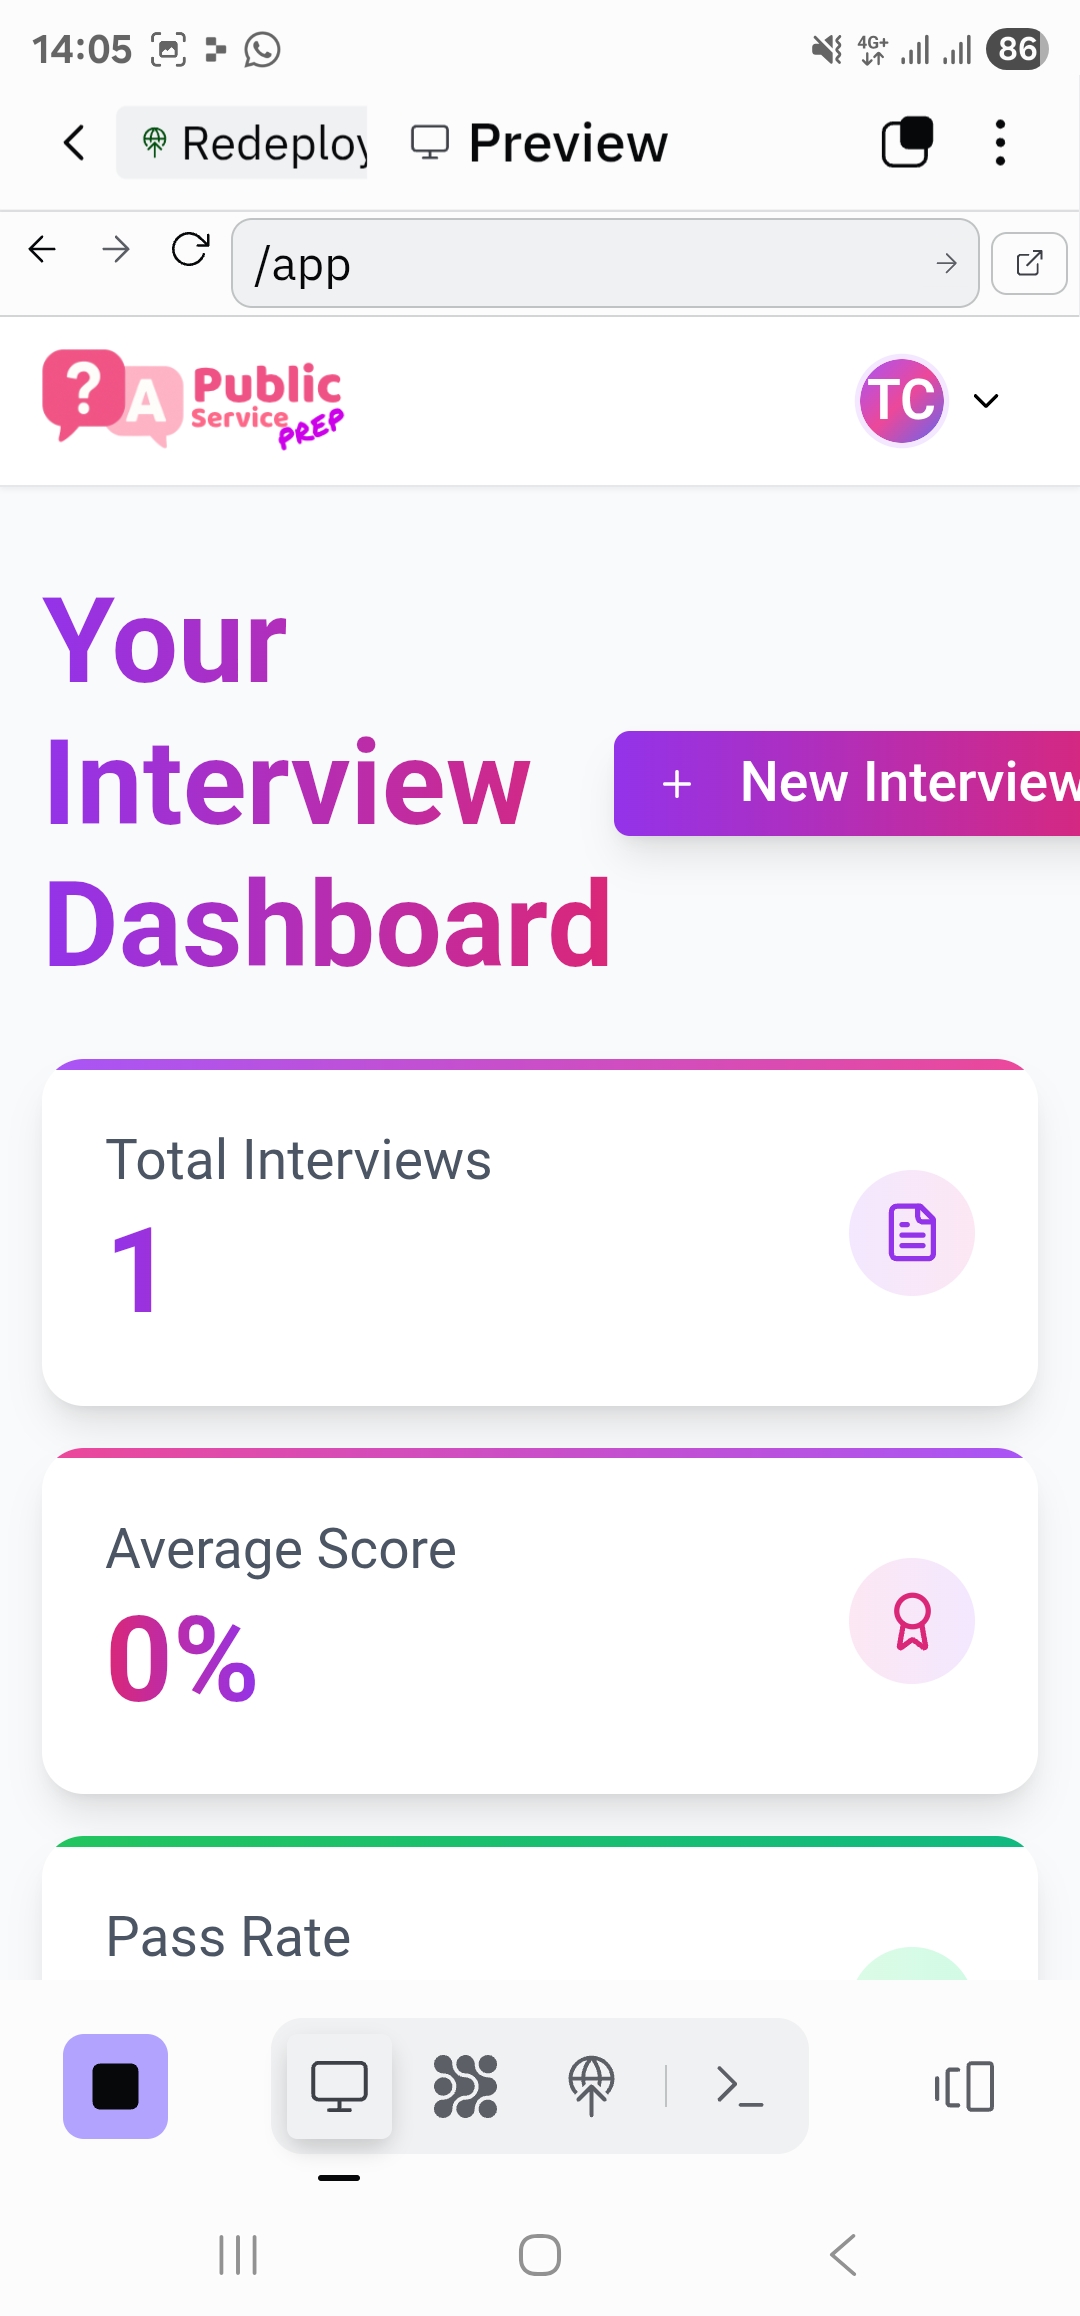 14:05
4G+
86
Redeploy
Preview
/app
?
A
Public
Service
PREP
TC
Your
Interview
Dashboard
+ New Interview
Total Interviews
1
Average Score
0%
Pass Rate